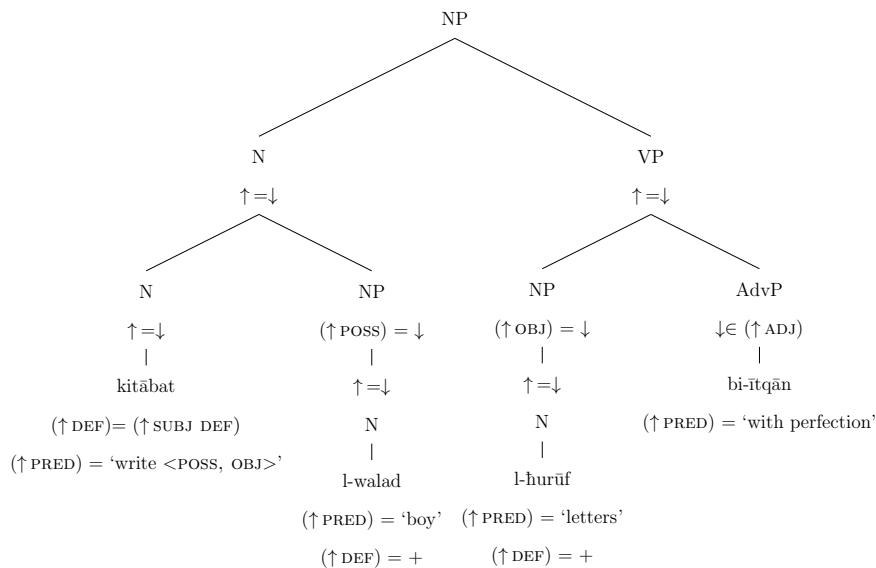 NP
N VP
↑=↓ ↑=↓
N NP NP AdvP
↑=↓ (↑POSS) = ↓ (↑OBJ) = ↓ ↓∈ (↑ADJ)
kitābat ↑=↓ ↑=↓ bi-ītqān
(↑DEF)= (↑SUBJ DEF) N N (↑PRED) = ‘with perfection’
(↑PRED) = ‘write <POSS, OBJ>’
l-walad l-ħurūf
(↑PRED) = ‘boy’ (↑PRED) = ‘letters’
(↑DEF) = + (↑DEF) = +